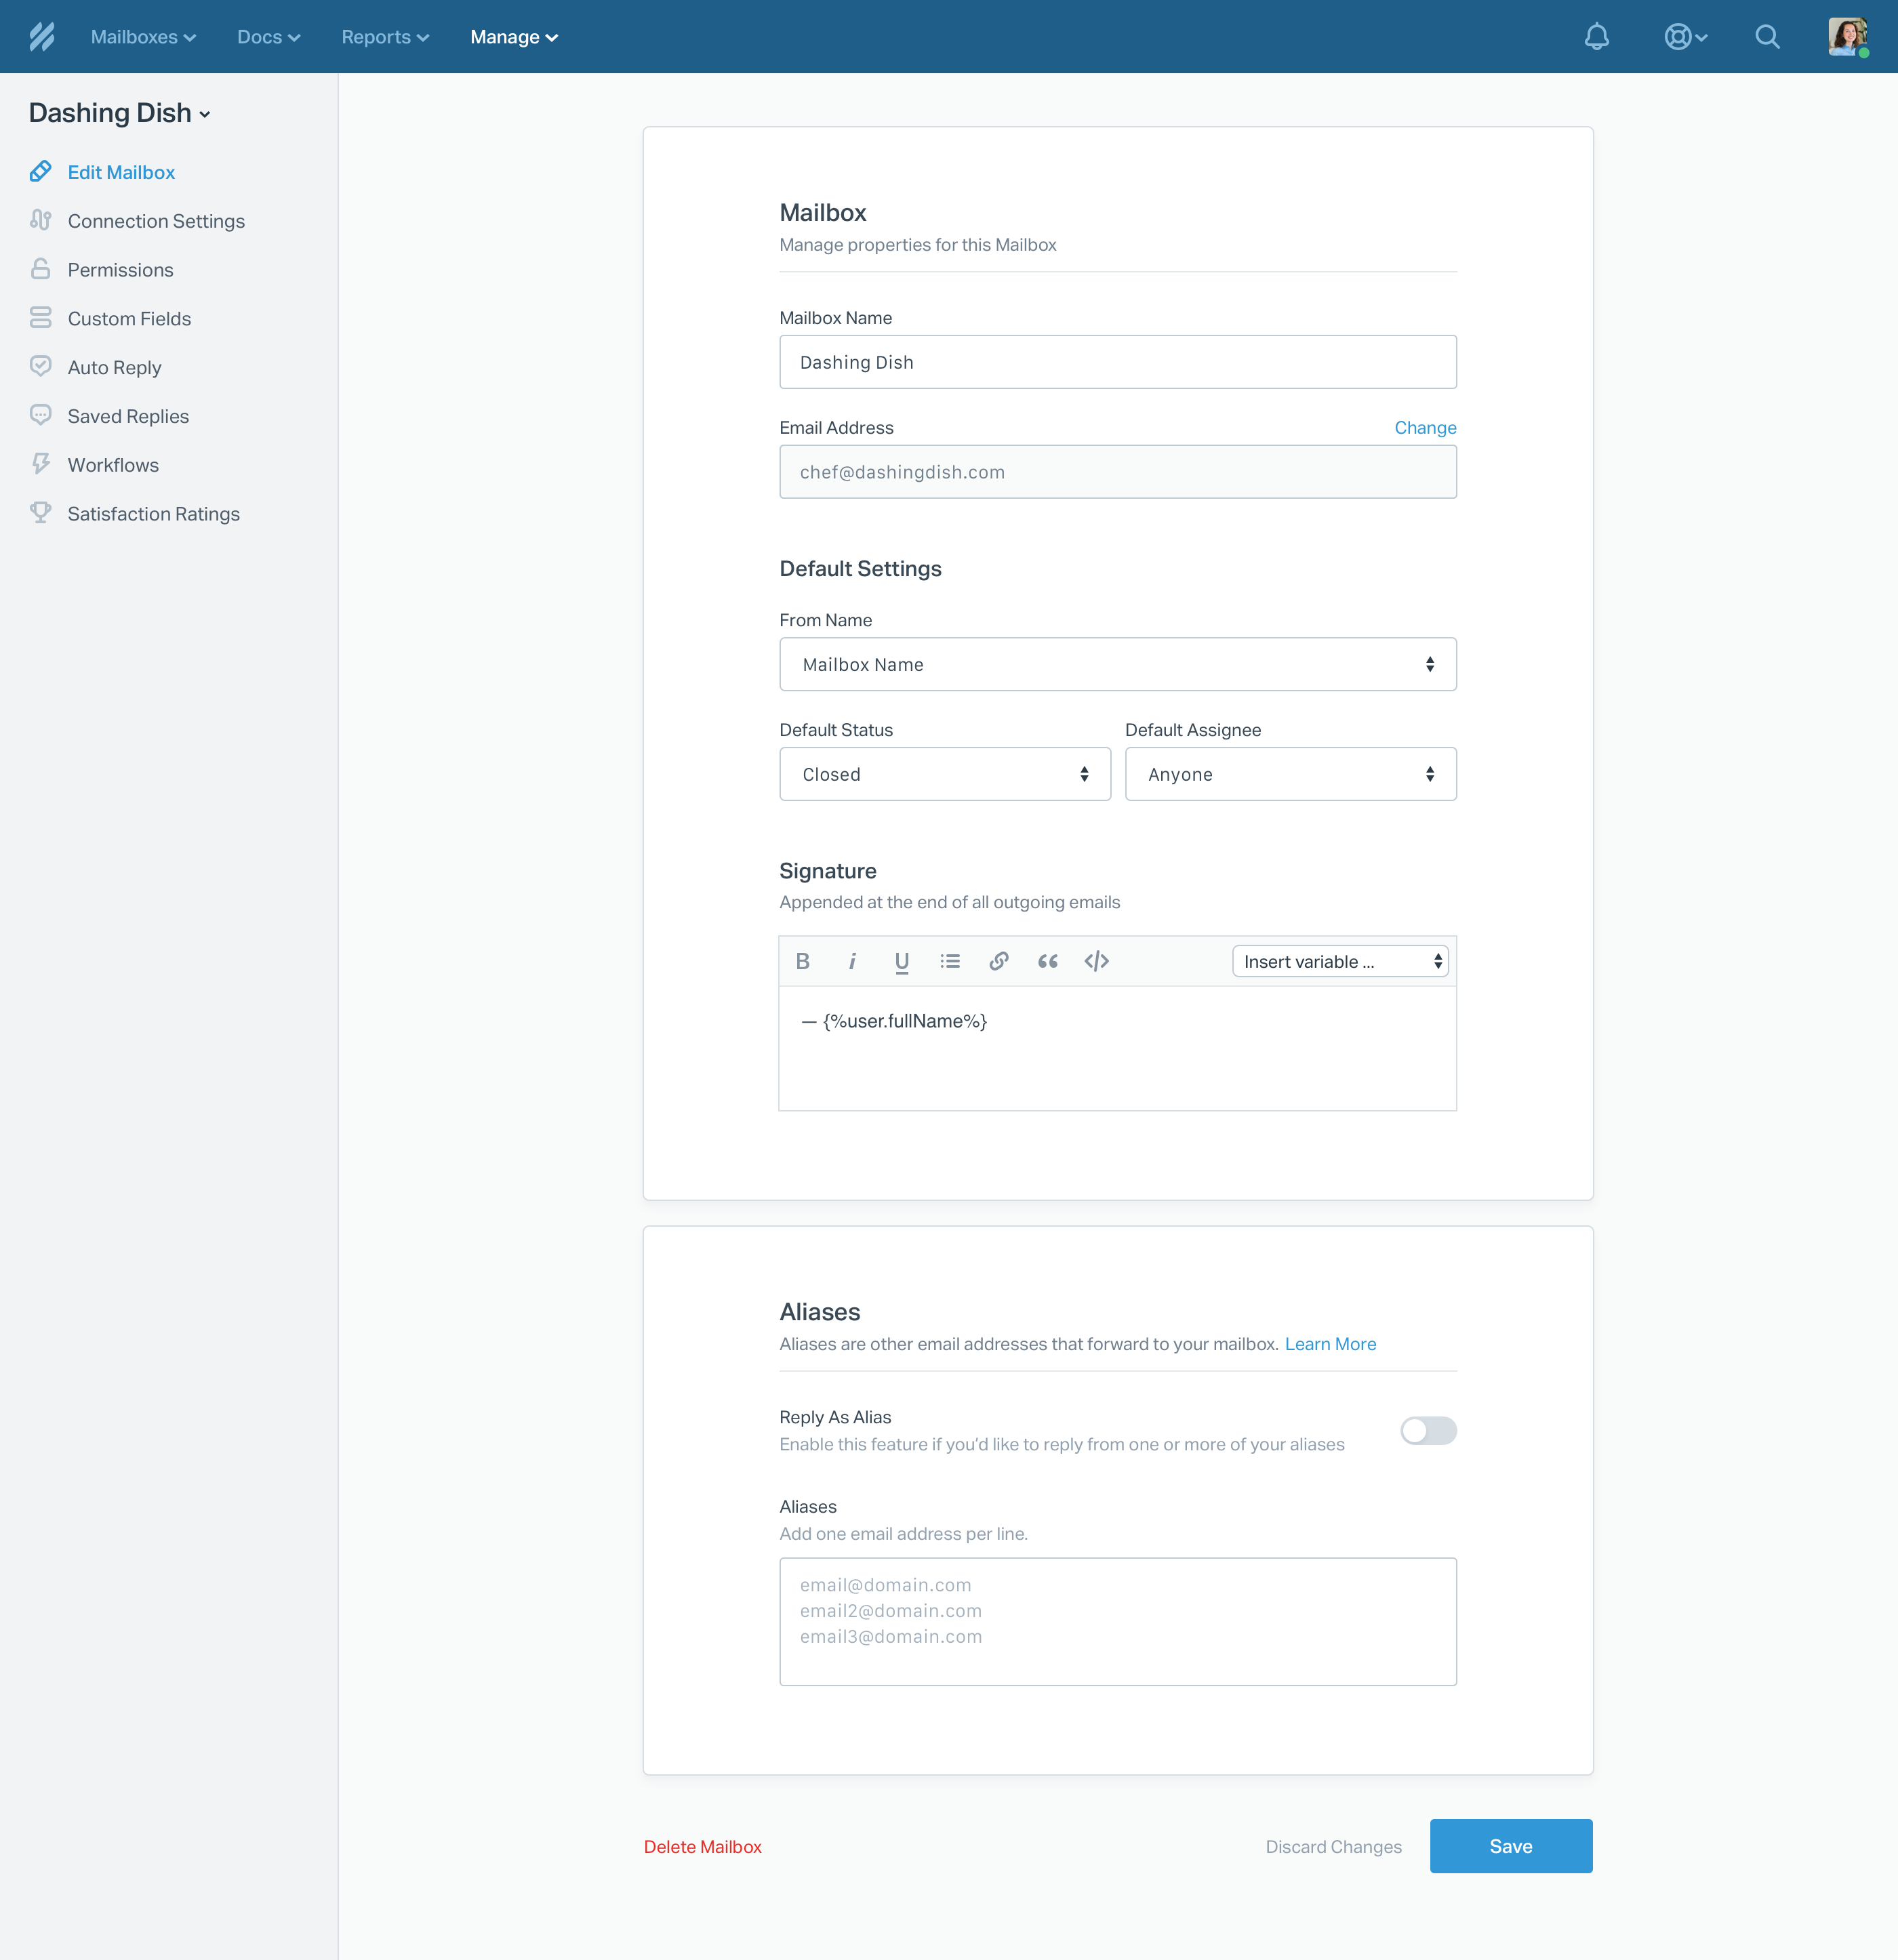 Mailboxes Docs Reports Manage
Dashing Dish
Edit Mailbox
Connection Settings
Permissions
Custom Fields
Auto Reply
Saved Replies
Workflows
Satisfaction Ratings
Mailbox
Manage properties for this Mailbox
Mailbox Name
Dashing Dish
Email Address Change
chef@dashingdish.com
Default Settings
From Name
Mailbox Name
Default Status Default Assignee
Closed Anyone
Signature
Appended at the end of all outgoing emails
B i U </> Insert variable ...
— {%user.fullName%}
Aliases
Aliases are other email addresses that forward to your mailbox. Learn More
Reply As Alias
Enable this feature if you’d like to reply from one or more of your aliases
Aliases
Add one email address per line.
email@domain.com
email2@domain.com
email3@domain.com
Delete Mailbox Discard Changes Save